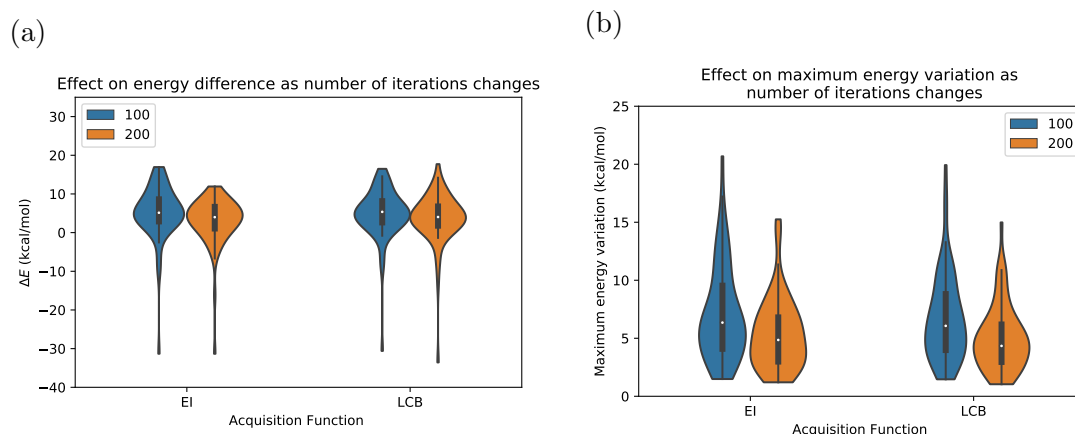 (a)
Effect on energy difference as number of iterations changes
100
200
30
20
10
0
−10
−20
−30
−40
ΔE (kcal/mol)
EI
LCB
Acquisition Function
(b)
Effect on maximum energy variation as
number of iterations changes
100
200
25
20
15
10
5
0
Maximum energy variation (kcal/mol)
EI
LCB
Acquisition Function